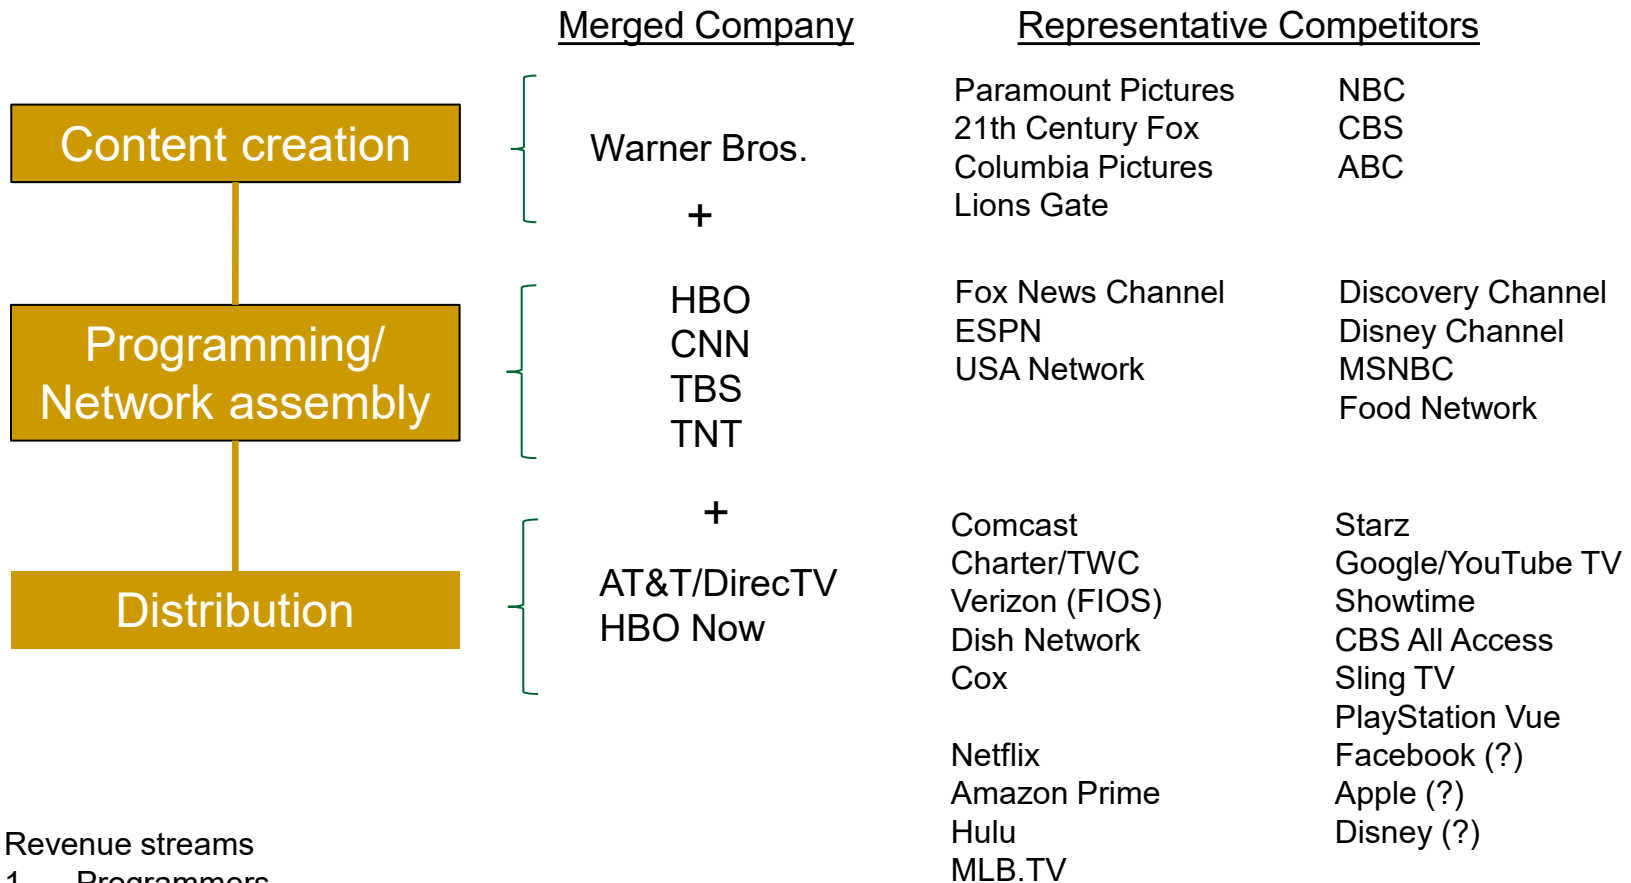 Merged Company
Representative Competitors
Content creation
Warner Bros.
+
Paramount Pictures
21th Century Fox
Columbia Pictures
Lions Gate
NBC
CBS
ABC
Programming/
Network assembly
HBO
CNN
TBS
TNT
+
Fox News Channel
ESPN
USA Network
Discovery Channel
Disney Channel
MSNBC
Food Network
Distribution
AT&T/DirecTV
HBO Now
Comcast
Charter/TWC
Verizon (FIOS)
Dish Network
Cox
Netflix
Amazon Prime
Hulu
MLB.TV
Starz
Google/YouTube TV
Showtime
CBS All Access
Sling TV
PlayStation Vue
Facebook (?)
Apple (?)
Disney (?)
Revenue streams
1. Programmers